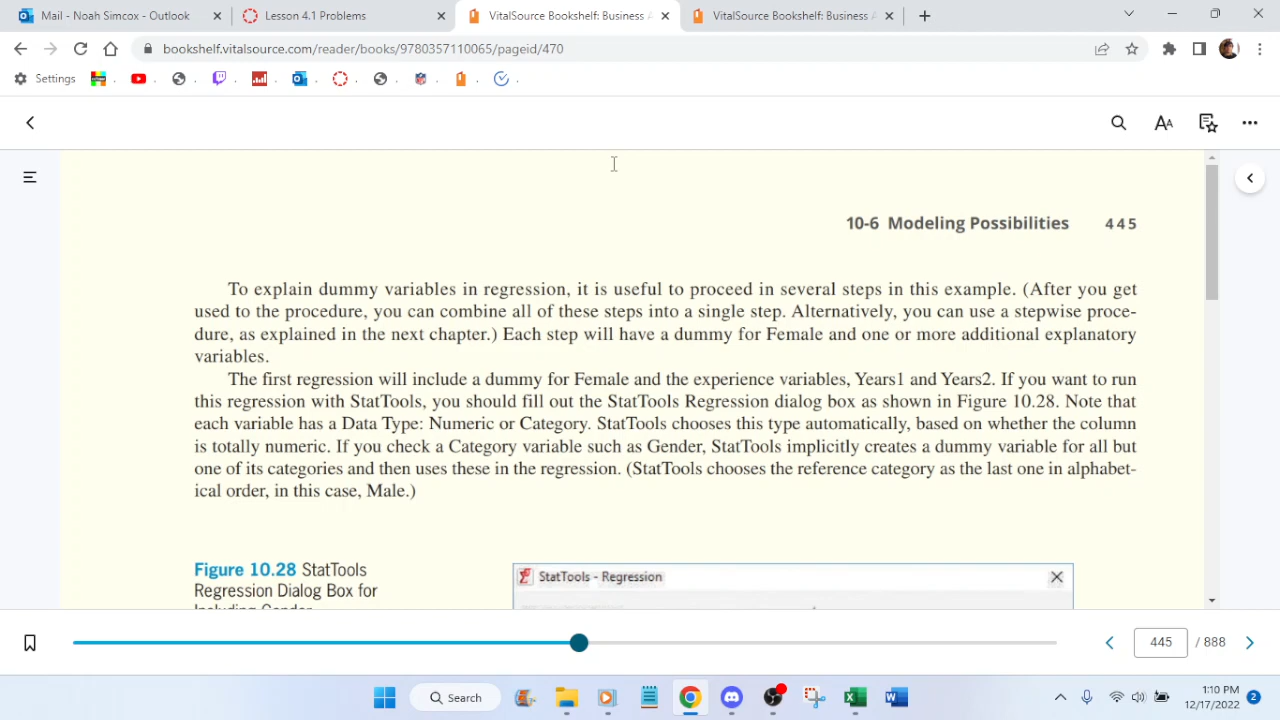 Mail - Noah Simcox - Outlook
Lesson 4.1 Problems
VitalSource Bookshelf: Business A
VitalSource Bookshelf: Business A
bookshelf.vitalsource.com/reader/books/9780357110065/pageid/470
Settings
10-6 Modeling Possibilities 445
To explain dummy variables in regression, it is useful to proceed in several steps in this example. (After you get
used to the procedure, you can combine all of these steps into a single step. Alternatively, you can use a stepwise proce-
dure, as explained in the next chapter.) Each step will have a dummy for Female and one or more additional explanatory
variables.
The first regression will include a dummy for Female and the experience variables, Years1 and Years2. If you want to run
this regression with StatTools, you should fill out the StatTools Regression dialog box as shown in Figure 10.28. Note that
each variable has a Data Type: Numeric or Category. StatTools chooses this type automatically, based on whether the column
is totally numeric. If you check a Category variable such as Gender, StatTools implicitly creates a dummy variable for all but
one of its categories and then uses these in the regression. (StatTools chooses the reference category as the last one in alphabet-
ical order, in this case, Male.)
Figure 10.28 StatTools
Regression Dialog Box for
Including Gender
StatTools - Regression
445 / 888
Search
1:10 PM
12/17/2022
2